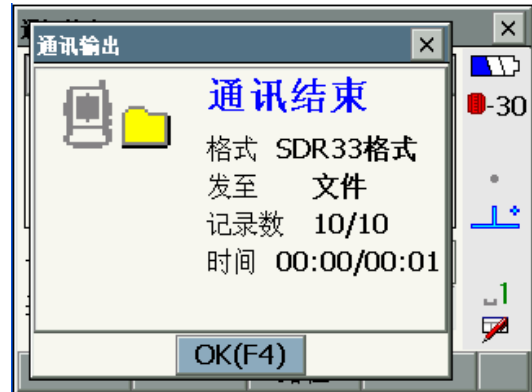 通讯输出
×
×
通讯结束
-30
格式 SDR33格式
发至 文件
记录数 10/10
时间 00:00/00:01
1
OK(F4)